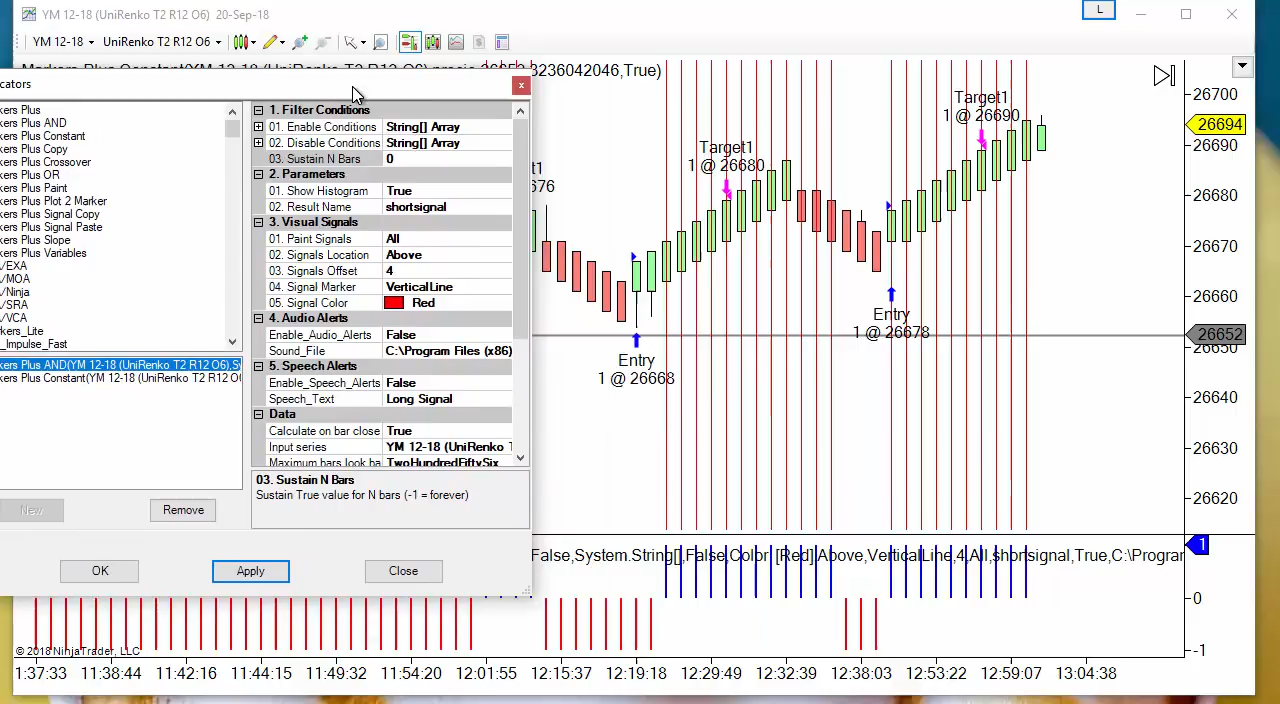 YM 12-18 (UniRenko T2 R12 O6)  20-Sep-18
L
YM 12-18
UniRenko T2 R12 O6
3236042046,True)
cators
kers Plus
kers Plus AND
kers Plus Constant
kers Plus Copy
kers Plus Crossover
kers Plus OR
kers Plus Paint
kers Plus Plot 2 Marker
kers Plus Signal Copy
kers Plus Signal Paste
kers Plus Slope
kers Plus Variables
/EXA
/MOA
/Ninja
/SRA
/VCA
rkers_Lite
_Impulse_Fast
kers Plus AND(YM 12-18 (UniRenko T2 R12 O6),Sy
kers Plus Constant(YM 12-18 (UniRenko T2 R12 O6
New
Remove
OK
Apply
Close
1. Filter Conditions
01. Enable Conditions String[] Array
02. Disable Conditions String[] Array
03. Sustain N Bars 0
2. Parameters
01. Show Histogram True
02. Result Name shortsignal
3. Visual Signals
01. Paint Signals All
02. Signals Location Above
03. Signals Offset 4
04. Signal Marker VerticalLine
05. Signal Color Red
4. Audio Alerts
Enable_Audio_Alerts False
Sound_File C:\Program Files (x86)
5. Speech Alerts
Enable_Speech_Alerts False
Speech_Text Long Signal
Data
Calculate on bar close True
Input series YM 12-18 (UniRenko T
Maximum bars look ba TwoHundredFiftySix
03. Sustain N Bars
Sustain True value for N bars (-1 = forever)
t1
676
Target1
1 @ 26680
Target1
1 @ 26690
Entry
1 @ 26668
Entry
1 @ 26678
26700
26694
26690
26680
26670
26660
26652
26650
26640
26630
26620
False,System.String[],False,Color [Red],Above,VerticalLine,4,All,shortsignal,True,C:\Progran
1
0
-1
© 2018 NinjaTrader, LLC
1:37:33 11:38:44 11:42:16 11:44:15 11:49:32 11:54:20 12:01:55 12:15:37 12:19:18 12:29:49 12:32:39 12:38:03 12:53:53 12:59:07 13:04:38